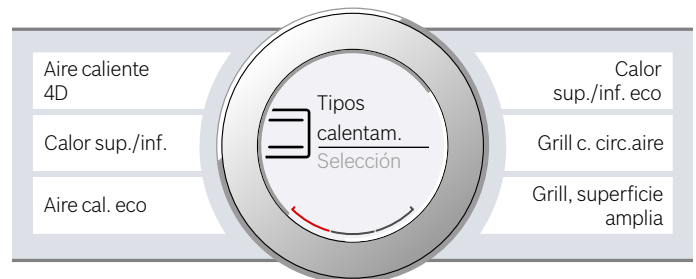 Aire caliente
4D
Calor sup./inf.
Aire cal. eco
Tipos
calentam.
Selección
Calor
sup./inf. eco
Grill c. circ.aire
Grill, superficie
amplia